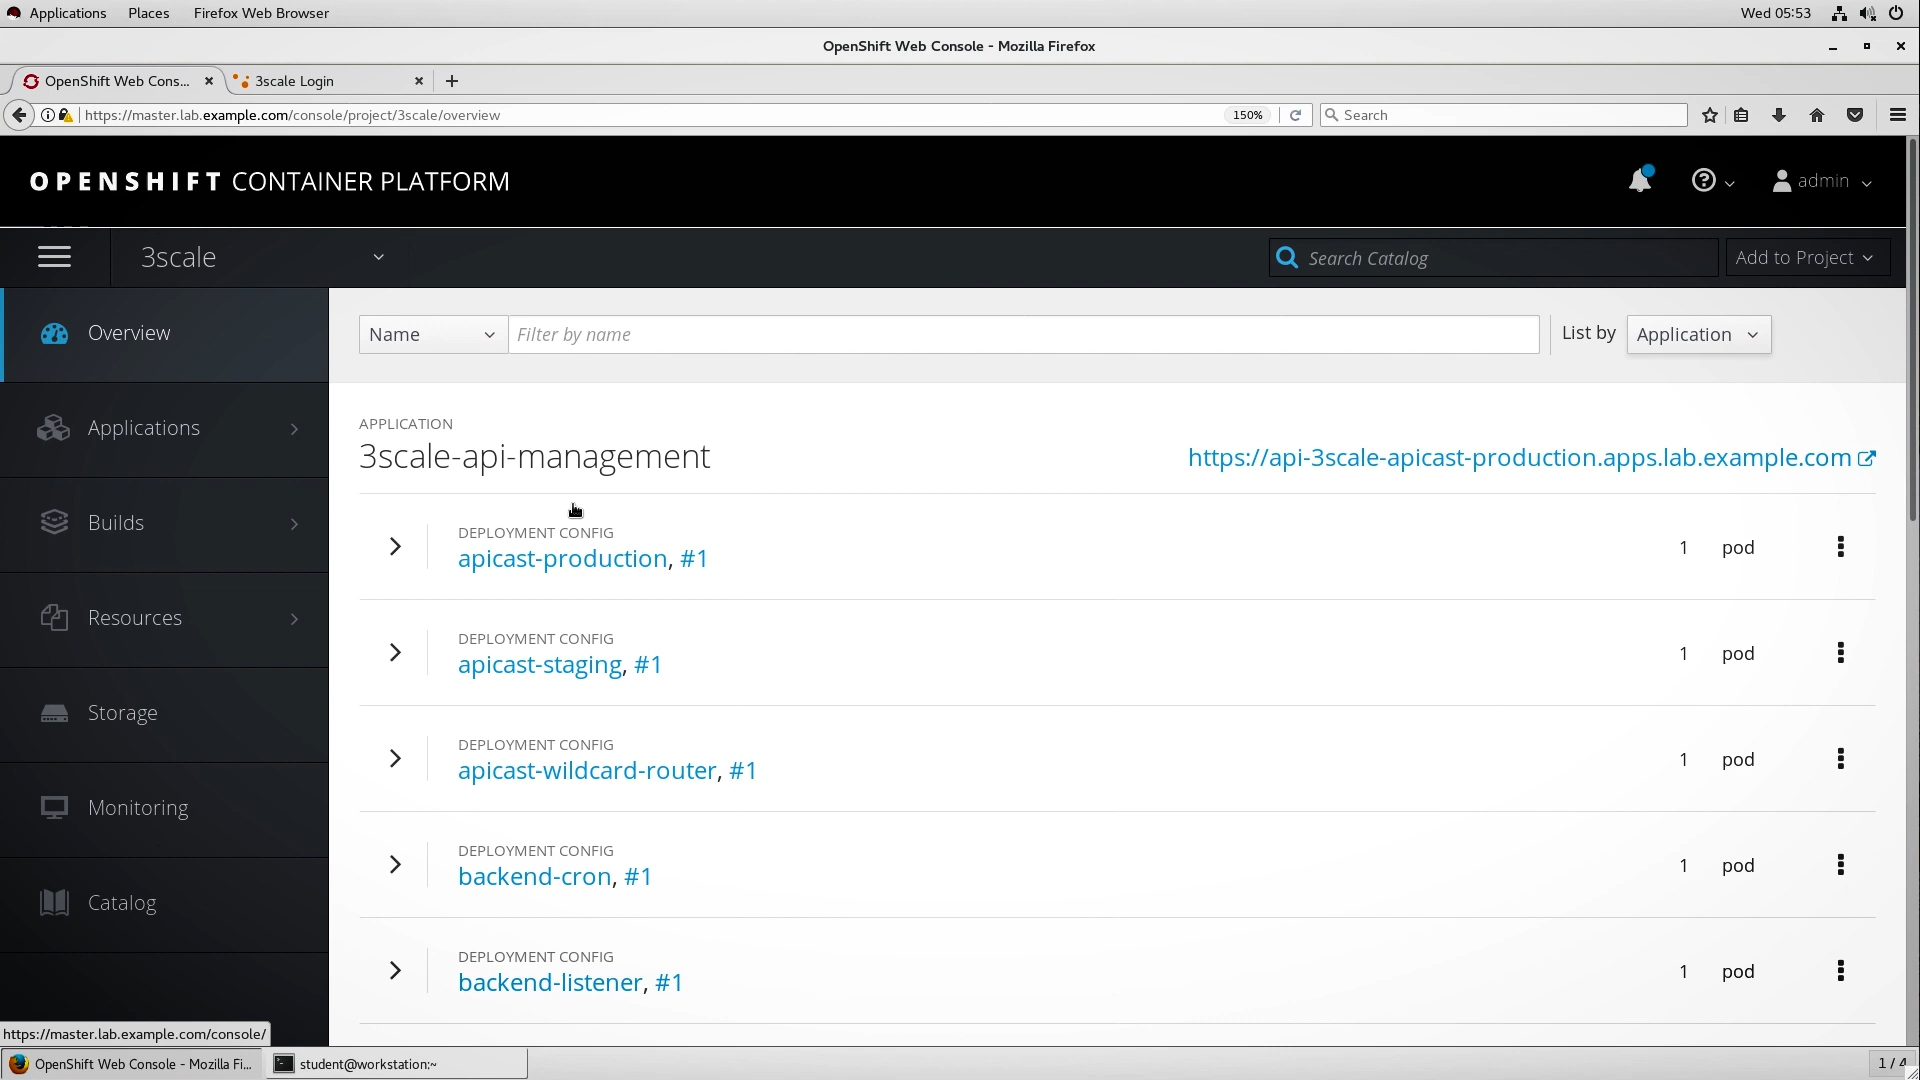 Applications Places Firefox Web Browser Wed 05:53
OpenShift Web Console - Mozilla Firefox
OpenShift Web Cons... 3scale Login
https://master.lab.example.com/console/project/3scale/overview 150% Search
OPENSHIFT CONTAINER PLATFORM admin
3scale Search Catalog Add to Project
Overview
Applications
Builds
Resources
Storage
Monitoring
Catalog
Name Filter by name List by Application
APPLICATION
3scale-api-management https://api-3scale-apicast-production.apps.lab.example.com
DEPLOYMENT CONFIG
apicast-production, #1 1 pod
DEPLOYMENT CONFIG
apicast-staging, #1 1 pod
DEPLOYMENT CONFIG
apicast-wildcard-router, #1 1 pod
DEPLOYMENT CONFIG
backend-cron, #1 1 pod
DEPLOYMENT CONFIG
backend-listener, #1 1 pod
https://master.lab.example.com/console/
OpenShift Web Console - Mozilla Fi... student@workstation:~ 1 / 4